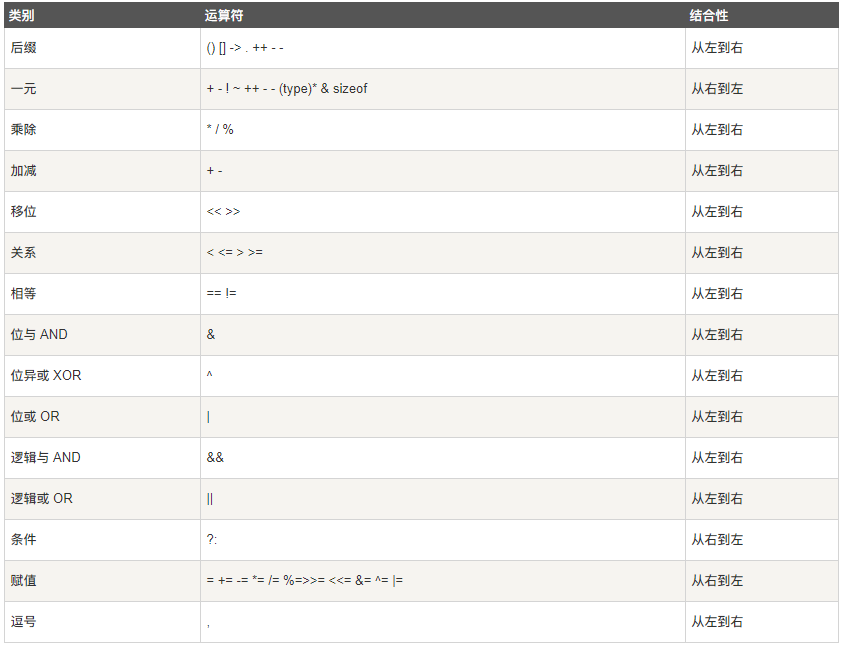 类别 运算符 结合性
后缀 () [] -> . ++ - - 从左到右
一元 + - ! ~ ++ - - (type)* & sizeof 从右到左
乘除 * / % 从左到右
加减 + - 从左到右
移位 << >> 从左到右
关系 < <= > >= 从左到右
相等 == != 从左到右
位与 AND & 从左到右
位异或 XOR ^ 从左到右
位或 OR | 从左到右
逻辑与 AND && 从左到右
逻辑或 OR || 从左到右
条件 ?: 从右到左
赋值 = += -= *= /= %=>>= <<= &= ^= |= 从右到左
逗号 , 从左到右